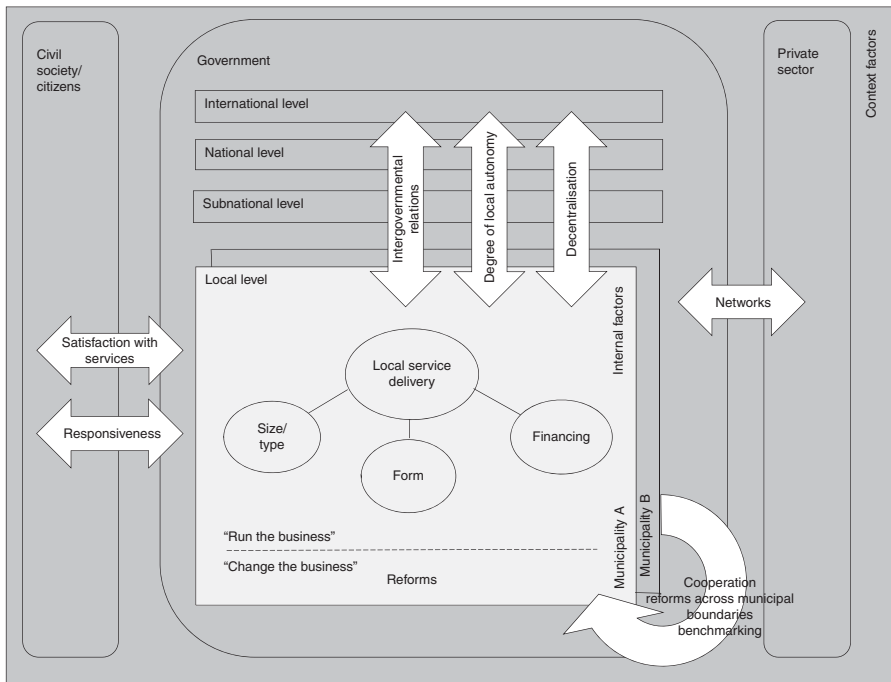 Civil
society/
citizens
Government
Private
sector
Context factors
International level
National level
Subnational level
Intergovernmental
relations
Degree of local autonomy
Decentralisation
Local level
Internal factors
Networks
Satisfaction with
services
Responsiveness
Local service
delivery
Size/
type
Form
Financing
“Run the business”
“Change the business”
Reforms
Municipality A
Municipality B
Cooperation
reforms across municipal
boundaries
benchmarking